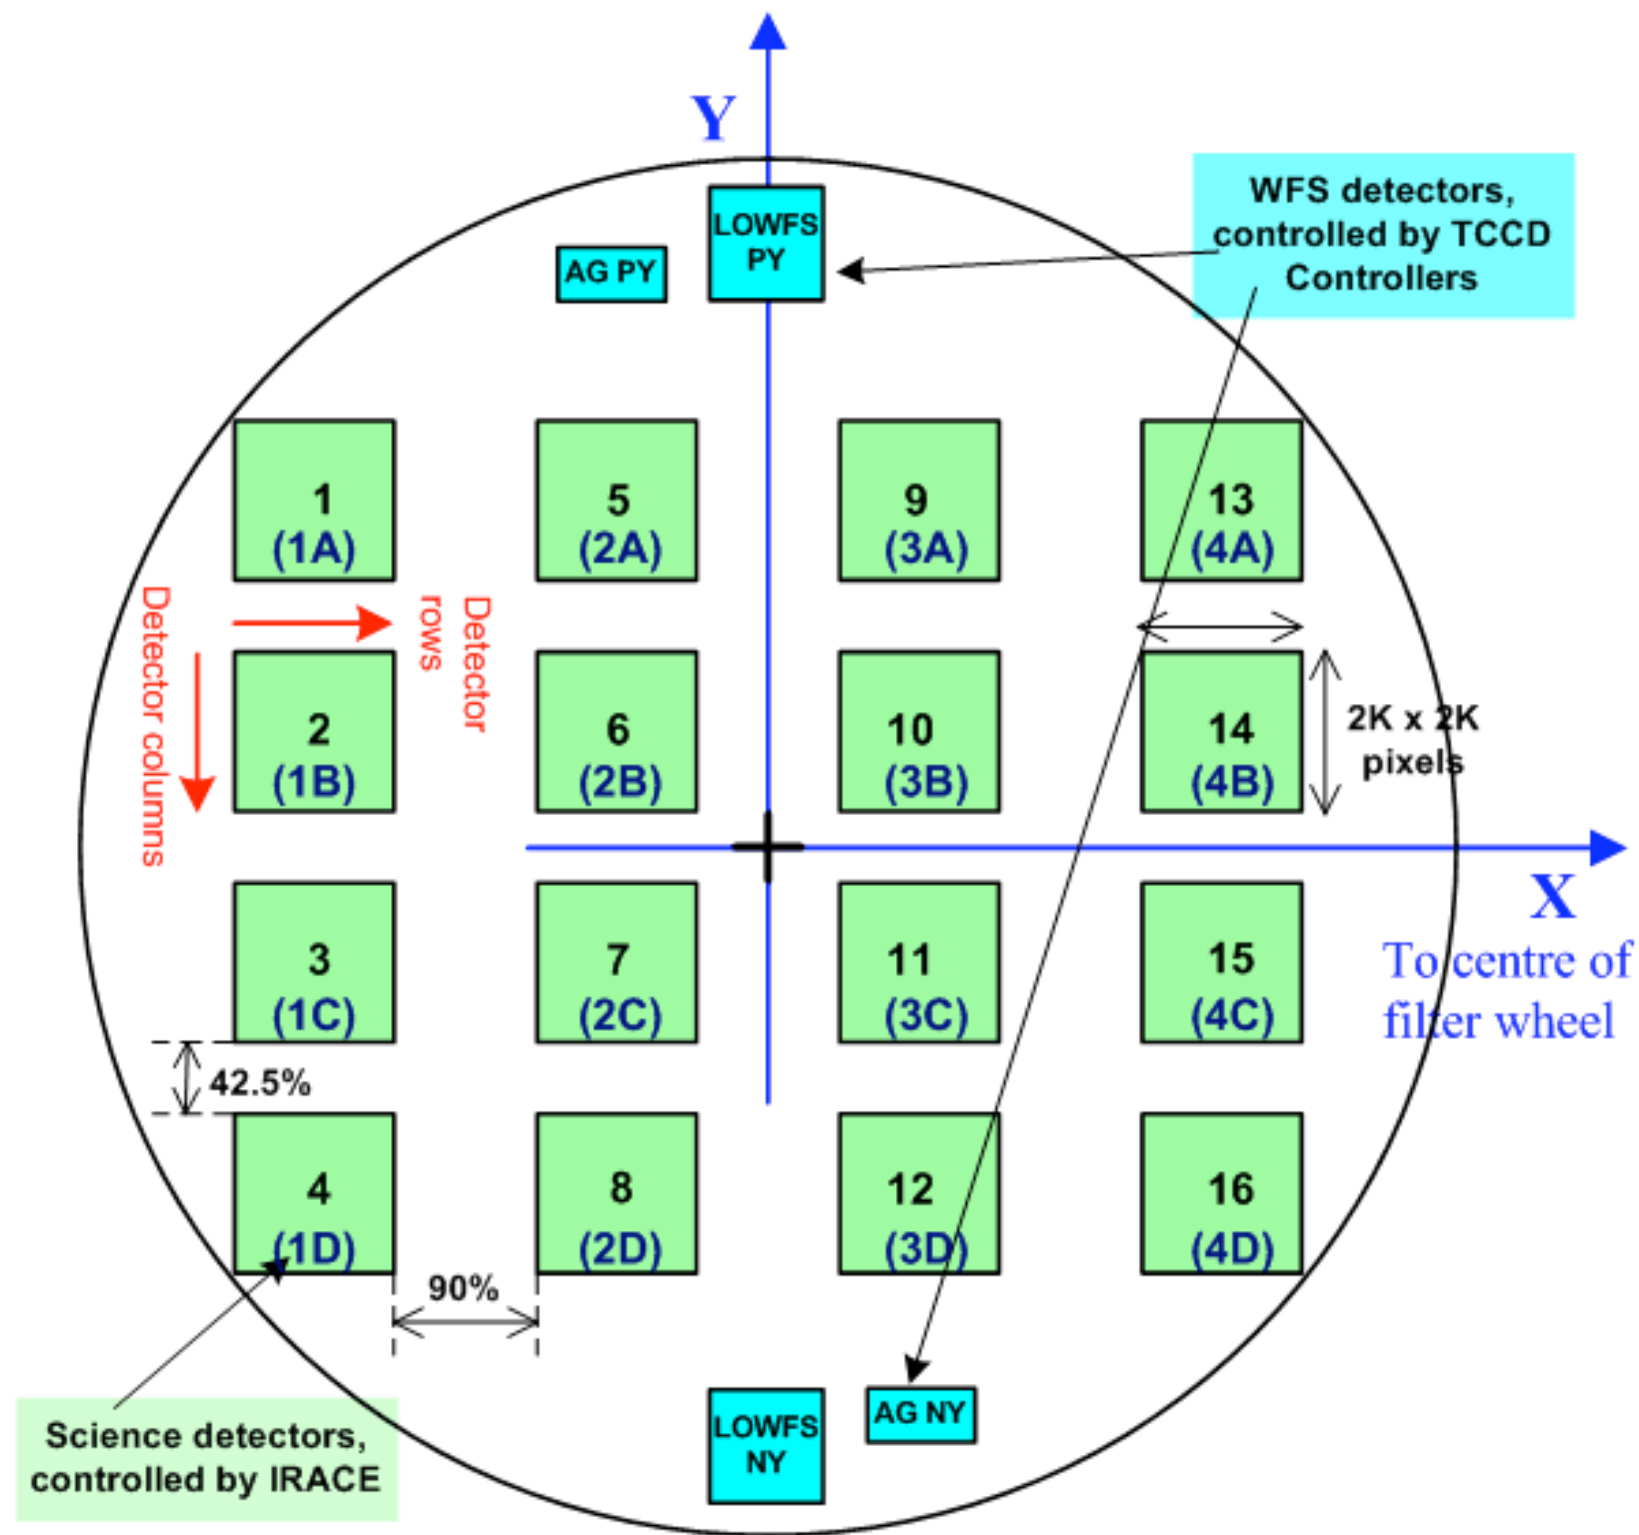 Y
WFS detectors,
controlled by TCCD
Controllers
LOWFS
PY
AG PY
1
(1A)
5
(2A)
9
(3A)
13
(4A)
Detector columns
Detector
rows
2
(1B)
6
(2B)
10
(3B)
14
(4B)
2K x 2K
pixels
X
To centre of
filter wheel
3
(1C)
7
(2C)
11
(3C)
15
(4C)
42.5%
4
(1D)
8
(2D)
12
(3D)
16
(4D)
90%
Science detectors,
controlled by IRACE
LOWFS
NY
AG NY